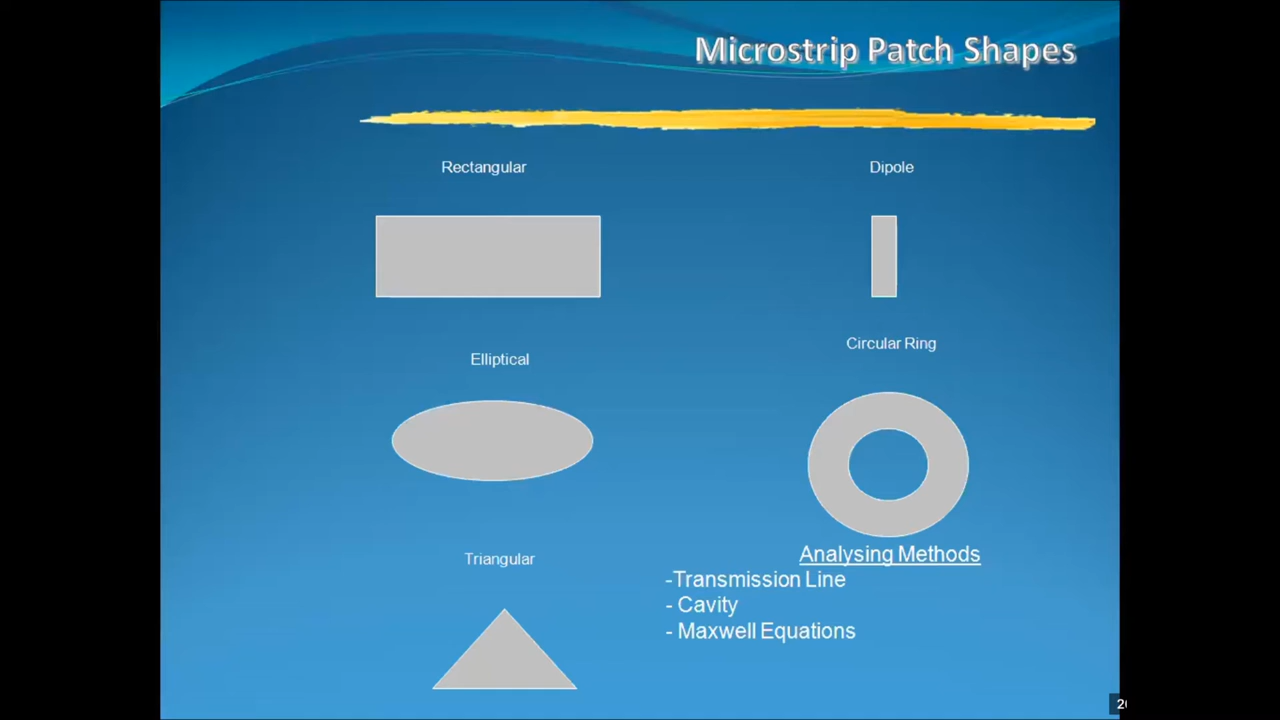 Microstrip Patch Shapes
Rectangular
Dipole
Elliptical
Circular Ring
Triangular
Analysing Methods
-Transmission Line
- Cavity
- Maxwell Equations